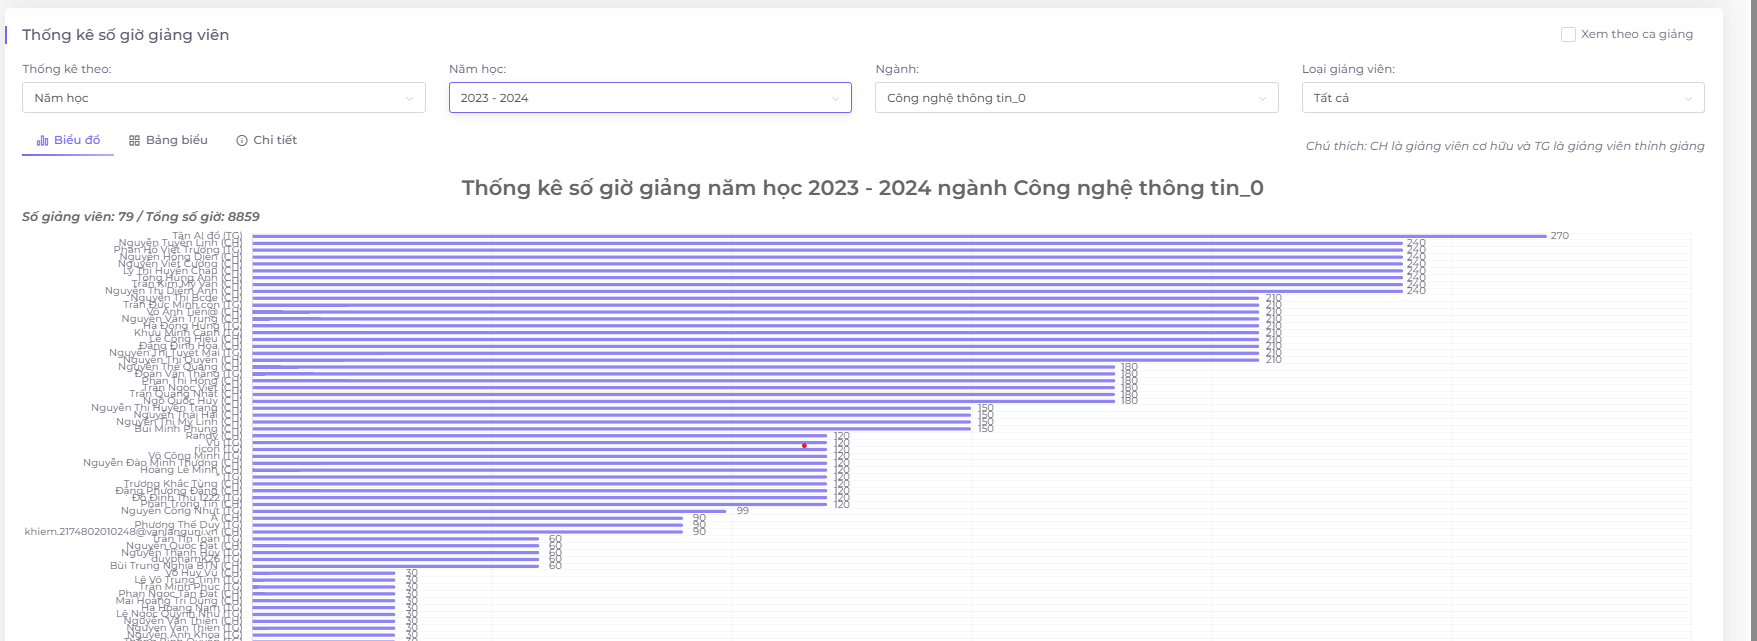 Thống kê số giờ giảng viên
Xem theo ca giảng
Thống kê theo:
Năm học:
Ngành:
Loại giảng viên:
Năm học
2023 - 2024
Công nghệ thông tin_0
Tất cả
Biểu đồ
Bảng biểu
Chi tiết
Chú thích: CH là giảng viên cơ hữu và TG là giảng viên thỉnh giảng
Thống kê số giờ giảng năm học 2023 - 2024 ngành Công nghệ thông tin_0
Số giảng viên: 79 / Tổng số giờ: 8859
Tân AI đó (TG) 270
Nguyễn Tuyên Linh (CH) 240
Phan Hồ Viết Trường (CH) 240
Nguyễn Hồng Diên (CH) 240
Nguyễn Viết Cường (CH) 240
Lý Thị Huyền Châu (CH) 240
Tống Hưng Anh (CH) 240
Trần Kim Mỹ Vân (CH) 240
Nguyễn Thị Diễm Anh (CH) 240
Nguyễn Thị Bcde (CH) 210
Trần Đức Minh.còn (TG) 210
Võ Anh Tiến@ (CH) 210
Nguyễn Văn Trung (CH) 210
Hạ Đông Hưng (TG) 210
Khưu Minh Cảnh (TG) 210
Lê Công Hiếu (CH) 210
Đặng Đình Hòa (CH) 210
Nguyễn Thị Tuyết Mai (TG) 210
Nguyễn Thị Quyên (CH) 210
Nguyễn Thế Quang (CH) 180
Đoàn Văn Thắng (TG) 180
Phan Thị Hồng (CH) 180
Trần Ngọc Việt (CH) 180
Trần Quang Nhật (CH) 180
Ngô Quốc Huy (CH) 180
Nguyễn Thị Huyền Trang (CH) 150
Nguyễn Thái Hải (CH) 150
Nguyễn Thị Mỹ Linh (CH) 150
Bùi Minh Phụng (CH) 150
Randy (CH) 120
Vũ (TG) 120
ricon (TG) 120
Võ Công Minh (TG) 120
Nguyễn Đào Minh Thương (CH) 120
Hoàng Lê Minh (CH) 120
(TG) 120
Trương Khắc Tùng (CH) 120
Đặng Phương Đang (CH) 120
Đỗ Đinh Thu 1222 (TG) 120
Phan Trọng Tín (CH) 120
Nguyễn Công Nhựt (TG) 99
A (CH) 90
Phương Thế Duy (TG) 90
khiem.2174802010248@vanlanguni.vn (CH) 90
Trần Tín Toàn (TG) 60
Nguyễn Quốc Đạt (CH) 60
Nguyễn Thanh Huy (TG) 60
duyphamK26 (TG) 60
Bùi Trung Nghĩa BTN (CH) 60
Võ Huy Vũ (CH) 30
Lê Võ Trung Tính (TG) 30
Trần Minh Phúc (TG) 30
Phan Ngọc Tấn Đạt (CH) 30
Mai Hoàng Trí Dũng (CH) 30
Hạ Hoàng Nam (TG) 30
Lê Ngọc Quỳnh Như (TG) 30
Nguyễn Văn Thiên (CH) 30
Nguyễn Văn Thiên (TG) 30
Nguyễn Anh Khoa (TG) 30